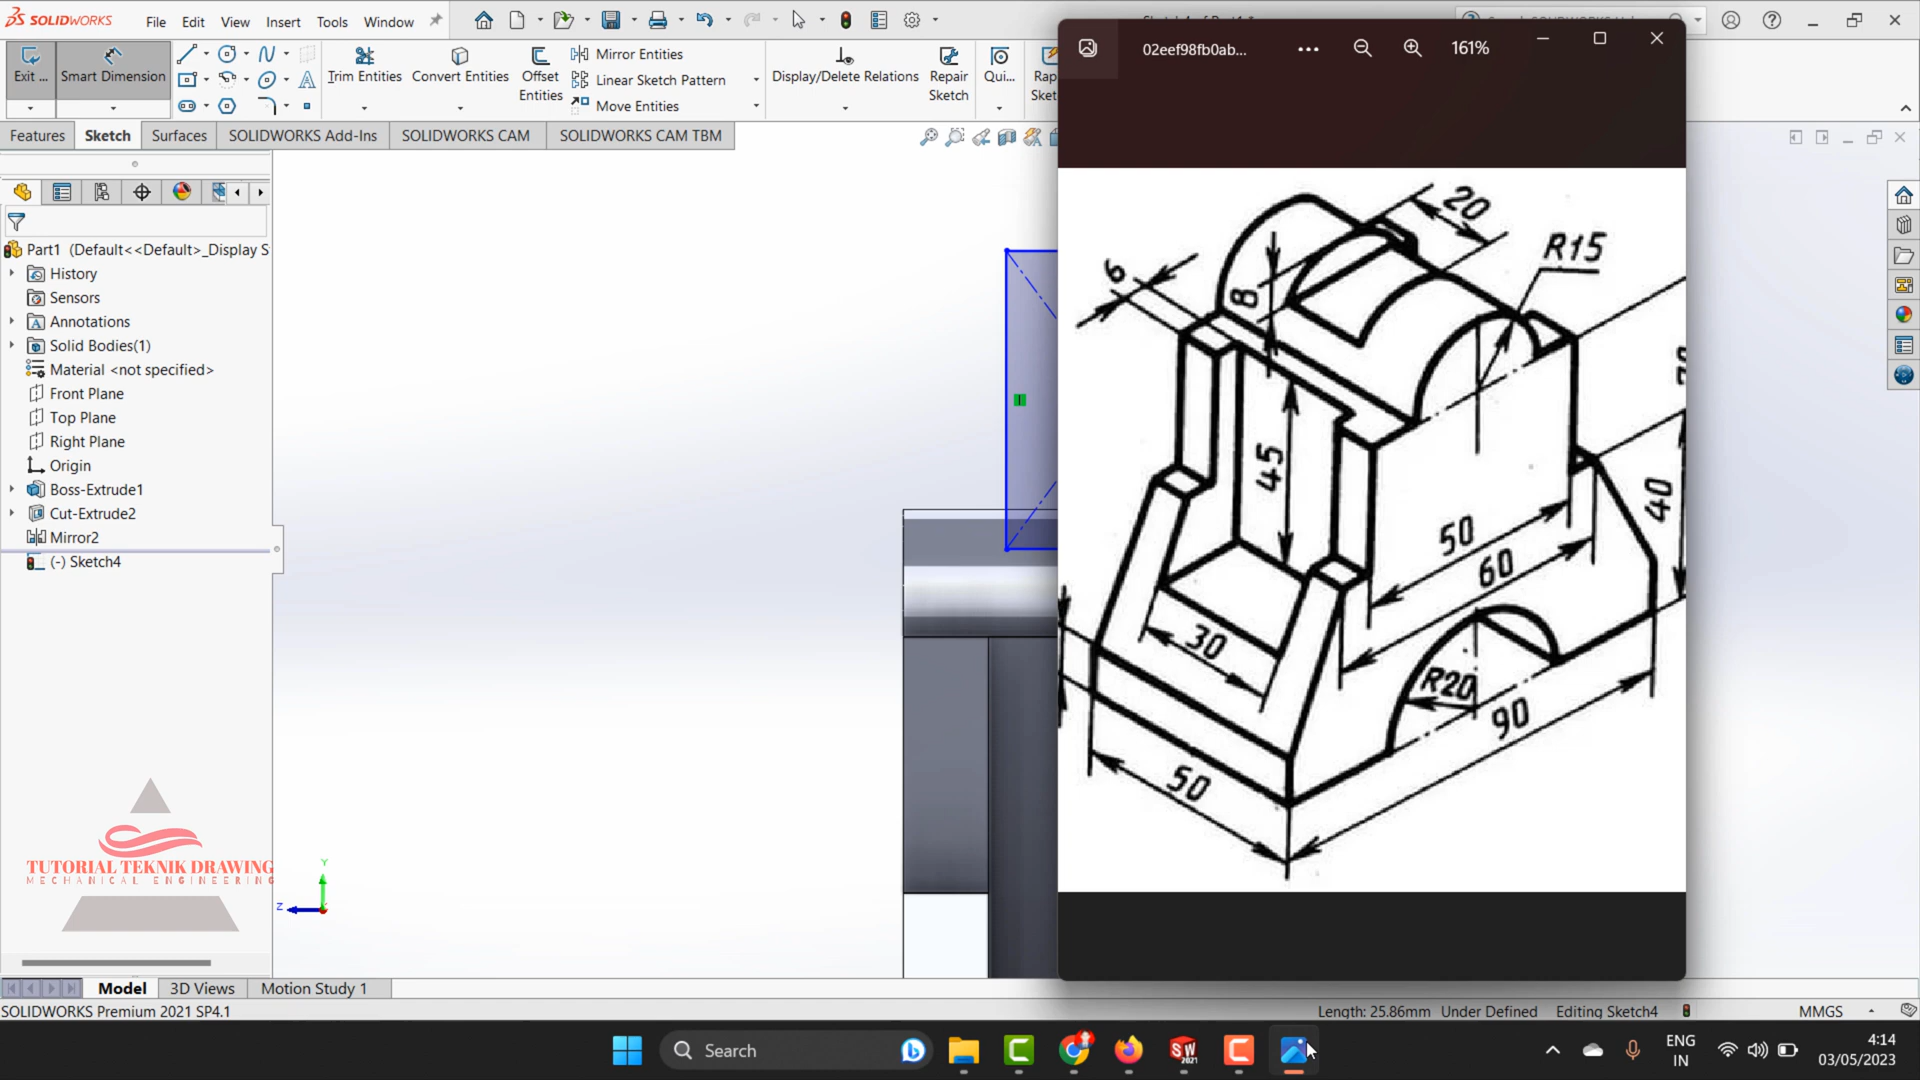 SOLIDWORKS File Edit View Insert Tools Window
Exit ...
Smart Dimension
Trim Entities
Convert Entities
Offset Entities
Mirror Entities
Linear Sketch Pattern
Move Entities
Display/Delete Relations
Repair Sketch
Qui...
Rap
Sket
Features Sketch Surfaces SOLIDWORKS Add-Ins SOLIDWORKS CAM SOLIDWORKS CAM TBM
Part1 (Default<<Default>_Display S
History
Sensors
Annotations
Solid Bodies(1)
Material <not specified>
Front Plane
Top Plane
Right Plane
Origin
Boss-Extrude1
Cut-Extrude2
Mirror2
(-) Sketch4
02eef98fb0ab...
161%
20
R15
6
8
45
50
60
40
30
R20
90
50
TUTORIAL TEKNIK DRAWING
MECHANICAL ENGINEERING
Y
Z
Model 3D Views Motion Study 1
SOLIDWORKS Premium 2021 SP4.1
Length: 25.86mm Under Defined Editing Sketch4 MMGS
Search
SW
2021
ENG
IN
4:14
03/05/2023